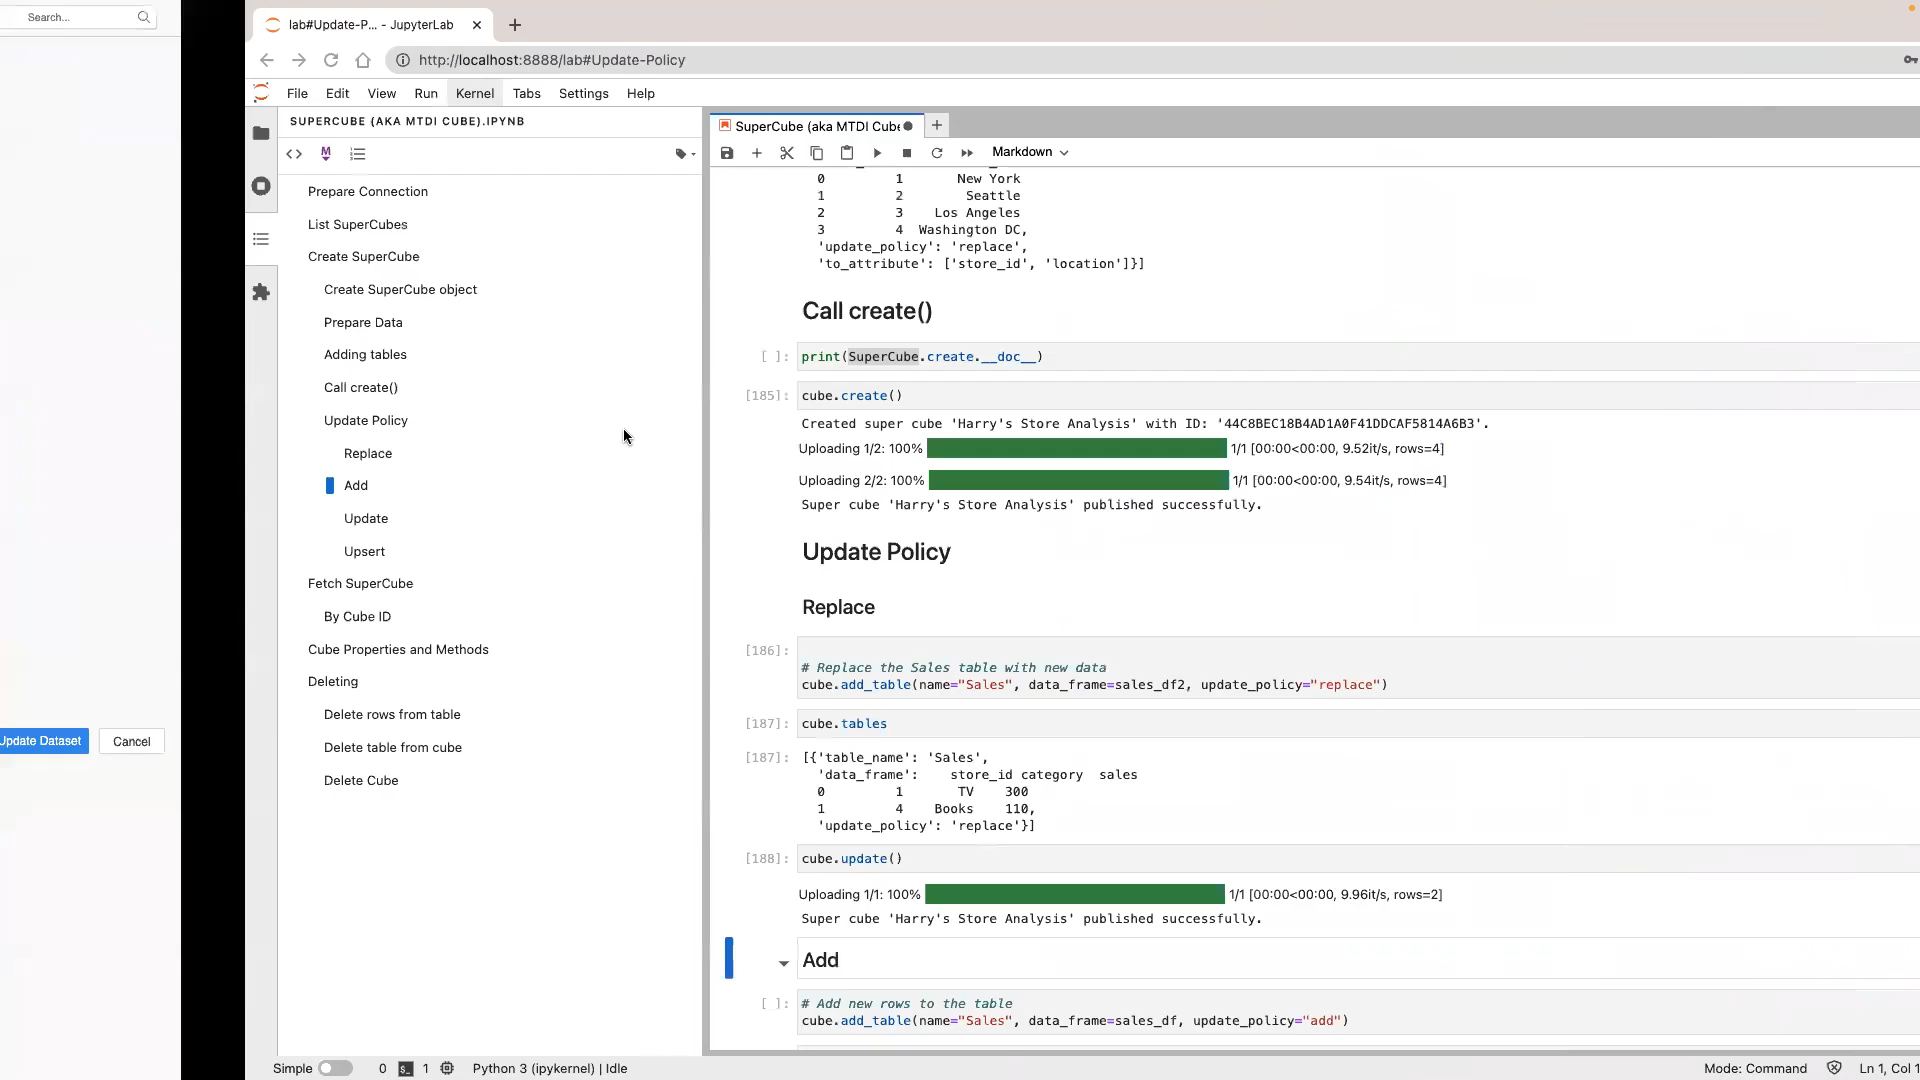 Search...
Update Dataset
Cancel
lab#Update-P... - JupyterLab
http://localhost:8888/lab#Update-Policy
File Edit View Run Kernel Tabs Settings Help
SUPERCUBE (AKA MTDI CUBE).IPYNB
Prepare Connection
List SuperCubes
Create SuperCube
Create SuperCube object
Prepare Data
Adding tables
Call create()
Update Policy
Replace
Add
Update
Upsert
Fetch SuperCube
By Cube ID
Cube Properties and Methods
Deleting
Delete rows from table
Delete table from cube
Delete Cube
SuperCube (aka MTDI Cube
Markdown
0 1 New York
1 2 Seattle
2 3 Los Angeles
3 4 Washington DC,
'update_policy': 'replace',
'to_attribute': ['store_id', 'location']}]
Call create()
[ ]: print(SuperCube.create.__doc__)
[185]: cube.create()
Created super cube 'Harry's Store Analysis' with ID: '44C8BEC18B4AD1A0F41DDCAF5814A6B3'.
Uploading 1/2: 100% 1/1 [00:00<00:00, 9.52it/s, rows=4]
Uploading 2/2: 100% 1/1 [00:00<00:00, 9.54it/s, rows=4]
Super cube 'Harry's Store Analysis' published successfully.
Update Policy
Replace
[186]:
# Replace the Sales table with new data
cube.add_table(name="Sales", data_frame=sales_df2, update_policy="replace")
[187]: cube.tables
[187]: [{'table_name': 'Sales',
'data_frame': store_id category sales
0 1 TV 300
1 4 Books 110,
'update_policy': 'replace'}]
[188]: cube.update()
Uploading 1/1: 100% 1/1 [00:00<00:00, 9.96it/s, rows=2]
Super cube 'Harry's Store Analysis' published successfully.
Add
[ ]: # Add new rows to the table
cube.add_table(name="Sales", data_frame=sales_df, update_policy="add")
Simple 0 1 Python 3 (ipykernel) | Idle Mode: Command Ln 1, Col 1